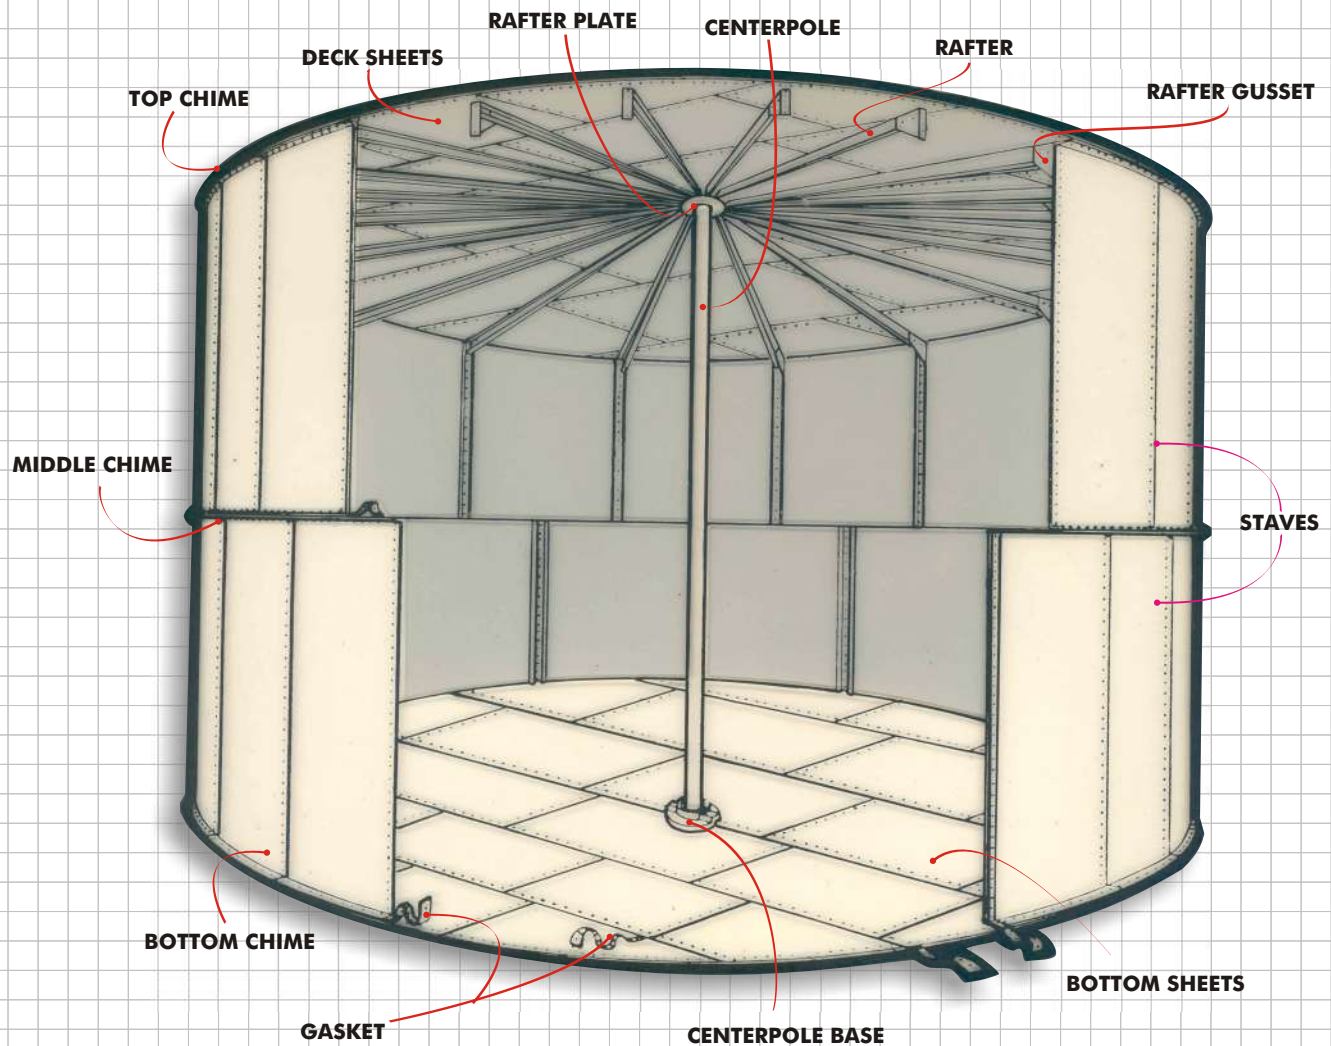 RAFTER PLATE
CENTERPOLE
DECK SHEETS
RAFTER
TOP CHIME
RAFTER GUSSET
MIDDLE CHIME
STAVES
BOTTOM CHIME
BOTTOM SHEETS
GASKET
CENTERPOLE BASE